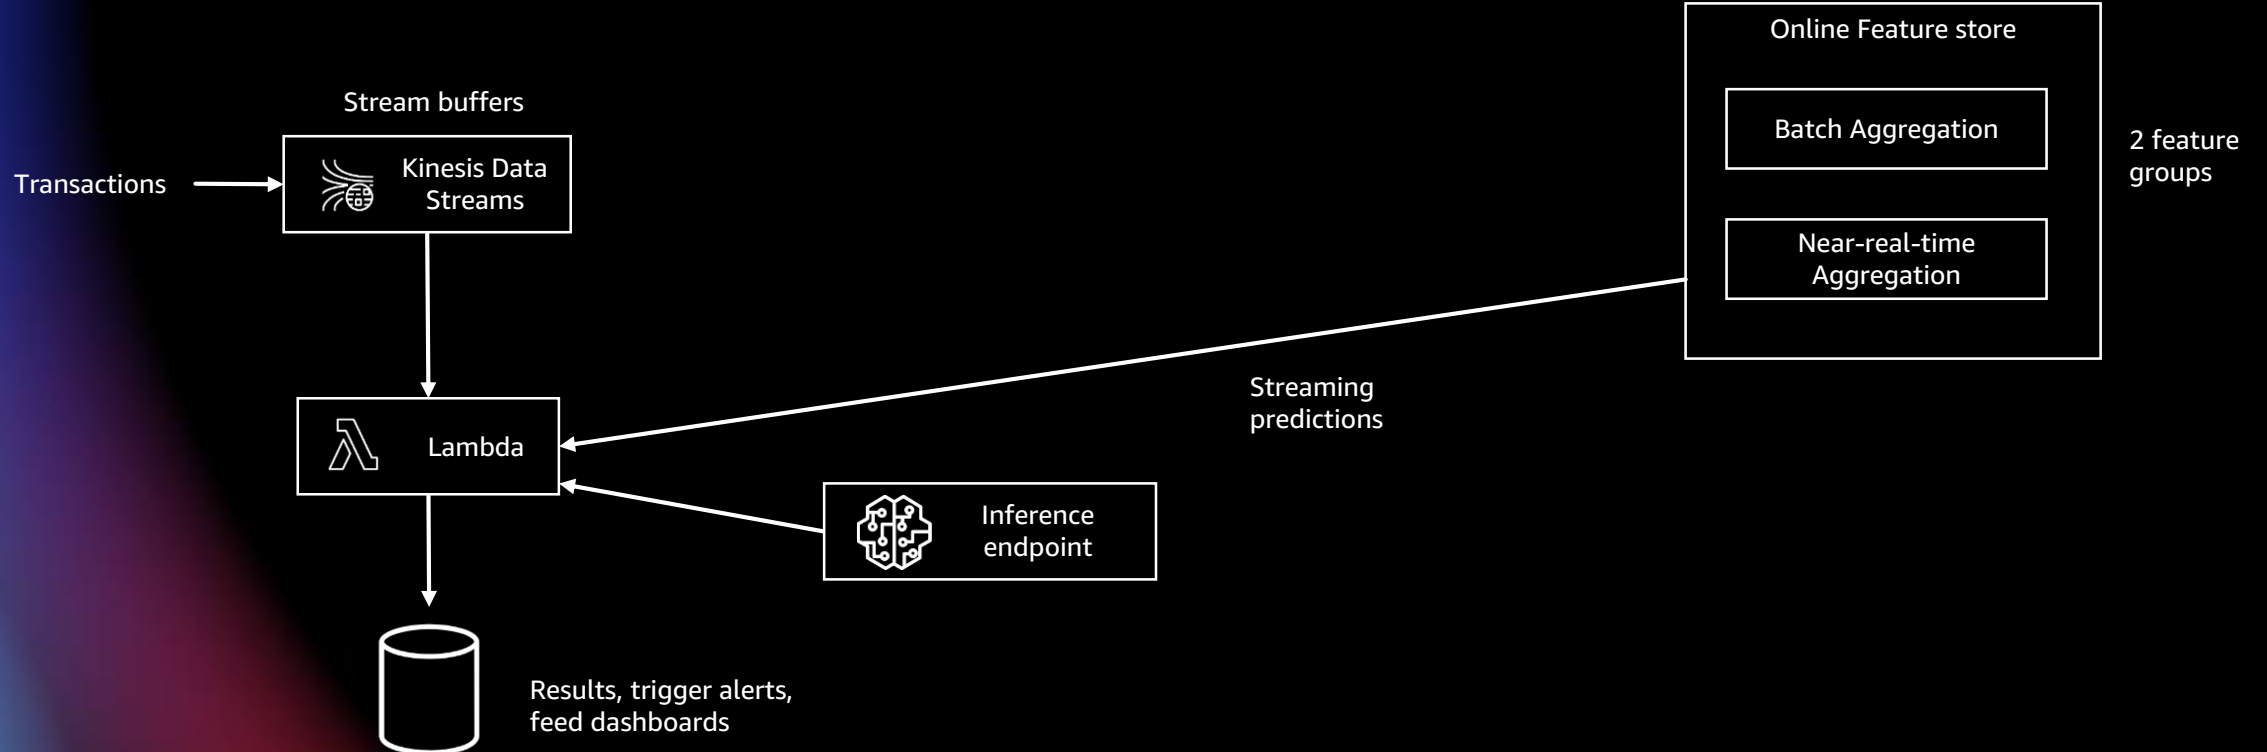 Online Feature store
Stream buffers
Batch Aggregation
2 feature
groups
Transactions
Kinesis Data
Streams
Near-real-time
Aggregation
Streaming
predictions
Lambda
Inference
endpoint
Results, trigger alerts,
feed dashboards